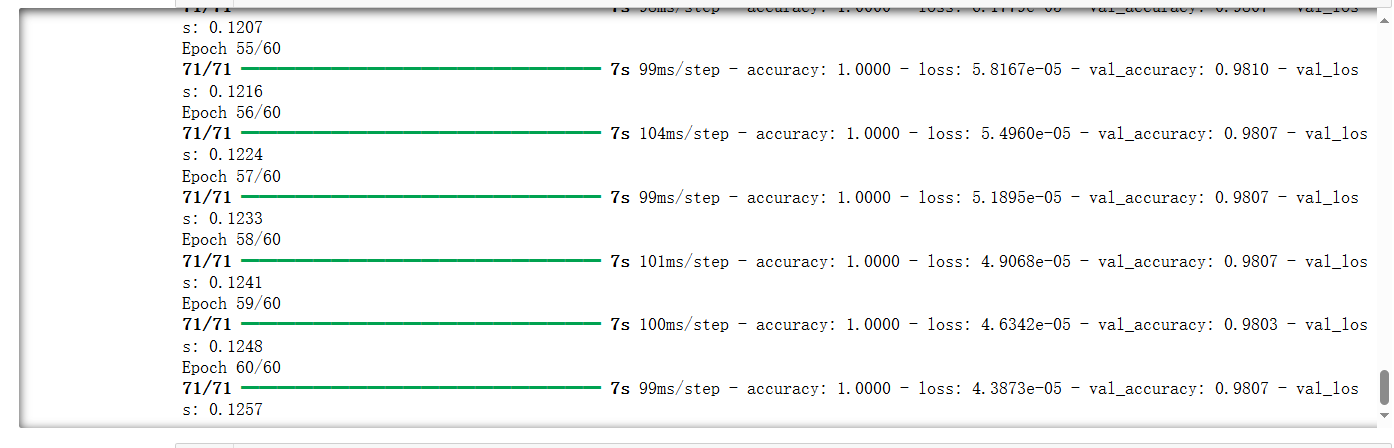 s: 0.1207
Epoch 55/60
71/71 ━━━━━━━━━━━━━━━━━━━━ 7s 99ms/step - accuracy: 1.0000 - loss: 5.8167e-05 - val_accuracy: 0.9810 - val_los
s: 0.1216
Epoch 56/60
71/71 ━━━━━━━━━━━━━━━━━━━━ 7s 104ms/step - accuracy: 1.0000 - loss: 5.4960e-05 - val_accuracy: 0.9807 - val_los
s: 0.1224
Epoch 57/60
71/71 ━━━━━━━━━━━━━━━━━━━━ 7s 99ms/step - accuracy: 1.0000 - loss: 5.1895e-05 - val_accuracy: 0.9807 - val_los
s: 0.1233
Epoch 58/60
71/71 ━━━━━━━━━━━━━━━━━━━━ 7s 101ms/step - accuracy: 1.0000 - loss: 4.9068e-05 - val_accuracy: 0.9807 - val_los
s: 0.1241
Epoch 59/60
71/71 ━━━━━━━━━━━━━━━━━━━━ 7s 100ms/step - accuracy: 1.0000 - loss: 4.6342e-05 - val_accuracy: 0.9803 - val_los
s: 0.1248
Epoch 60/60
71/71 ━━━━━━━━━━━━━━━━━━━━ 7s 99ms/step - accuracy: 1.0000 - loss: 4.3873e-05 - val_accuracy: 0.9807 - val_los
s: 0.1257